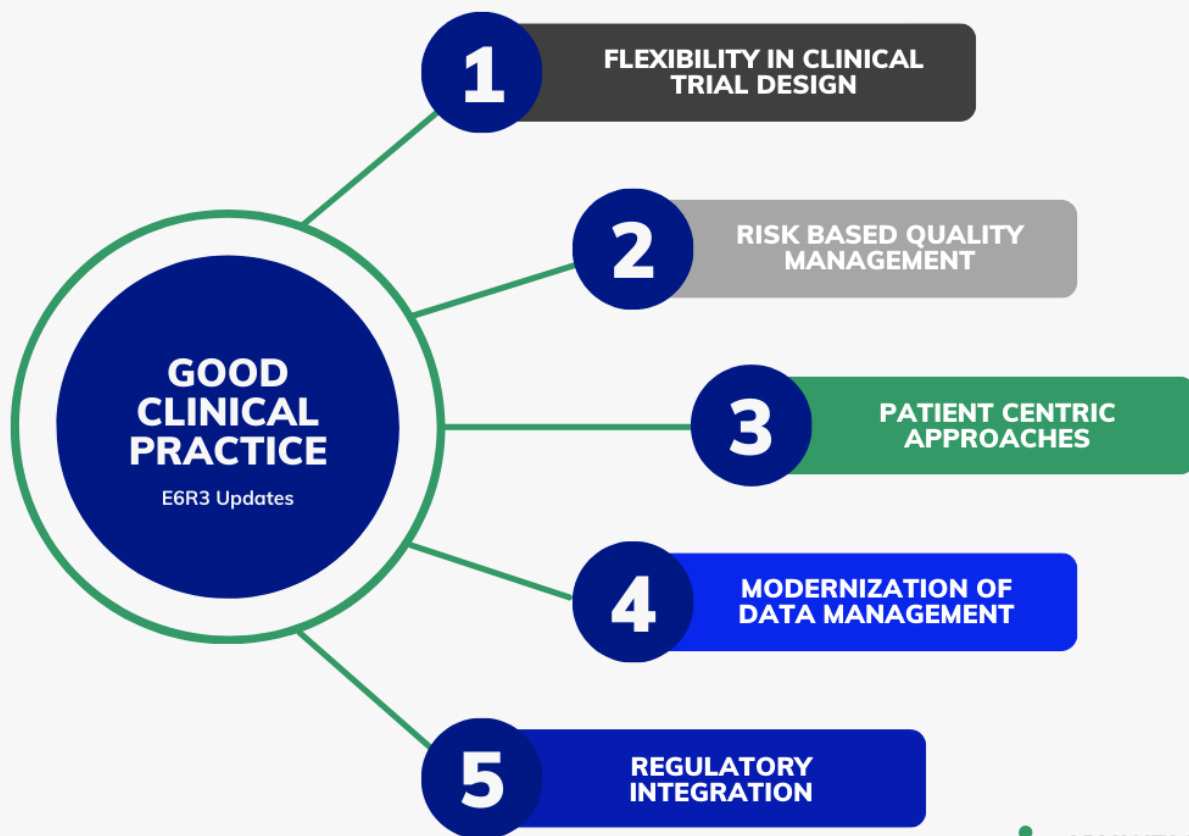 1
FLEXIBILITY IN CLINICAL
TRIAL DESIGN
2
RISK BASED QUALITY
MANAGEMENT
GOOD
CLINICAL
PRACTICE
E6R3 Updates
3
PATIENT CENTRIC
APPROACHES
4
MODERNIZATION OF
DATA MANAGEMENT
5
REGULATORY
INTEGRATION